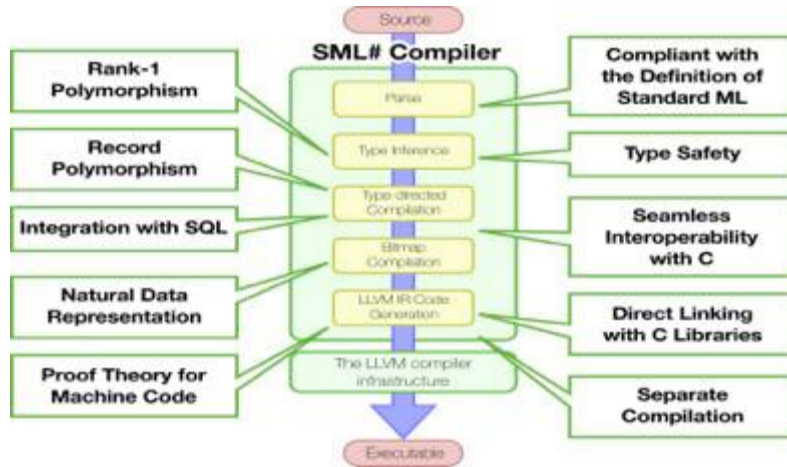 Source
SML# Compiler
Rank-1
Polymorphism
Record
Polymorphism
Integration with SQL
Natural Data
Representation
Proof Theory for
Machine Code
Parse
Type Inference
Type-directed
Compilation
Bitmap
Compilation
LLVM IR Code
Generation
The LLVM compiler
infrastructure
Executable
Compliant with
the Definition of
Standard ML
Type Safety
Seamless
Interoperability
with C
Direct Linking
with C Libraries
Separate
Compilation